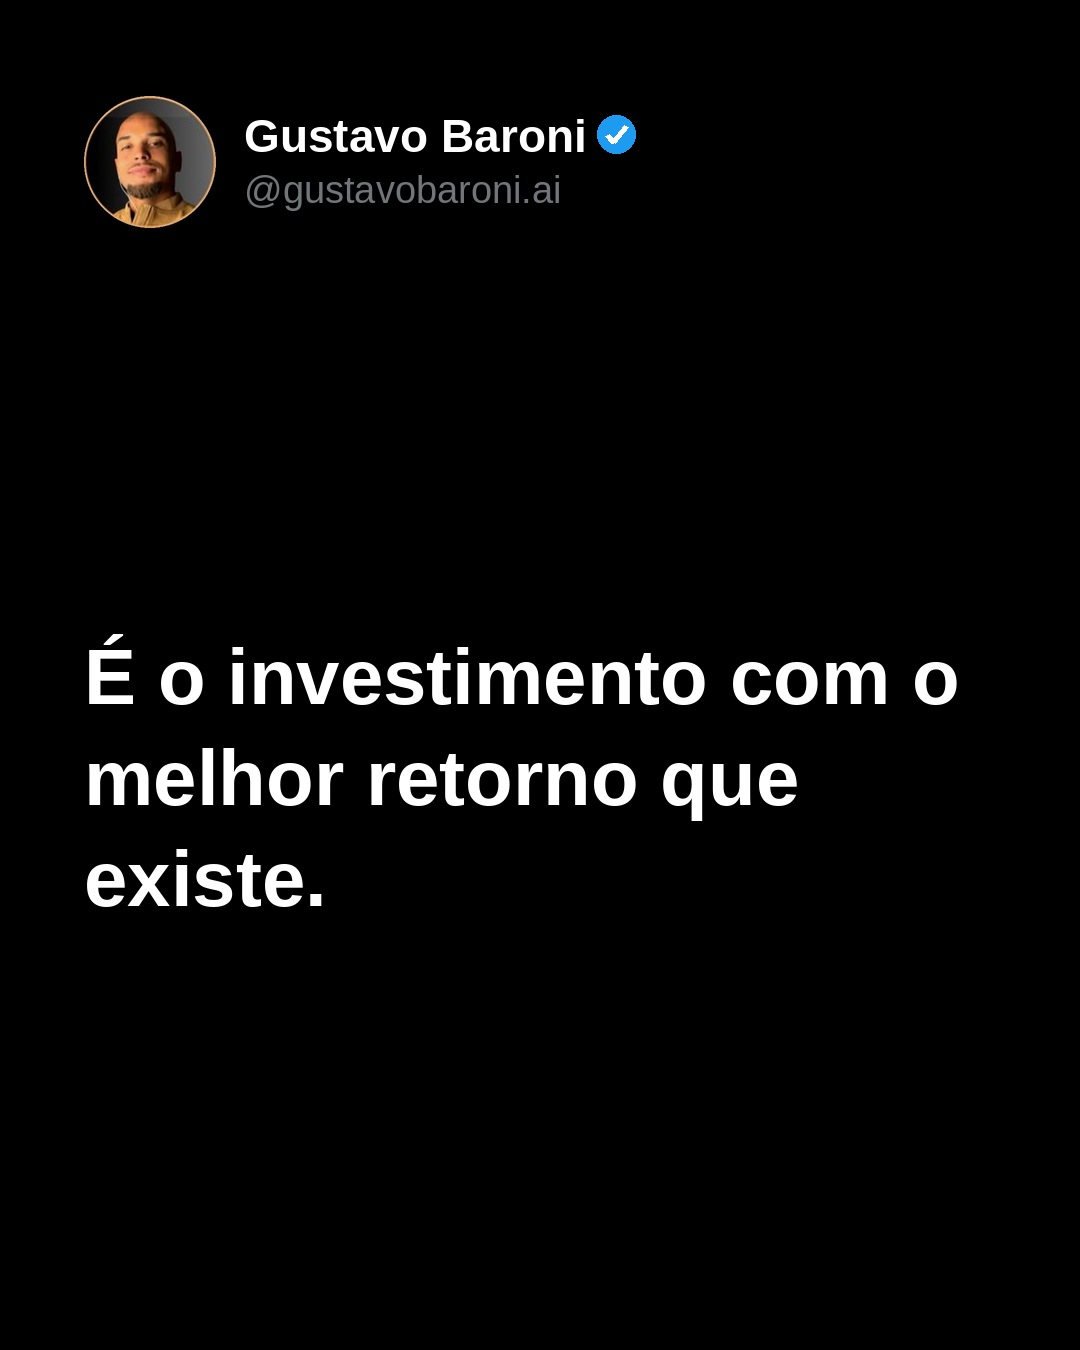 Gustavo Baroni
@gustavobaroni.ai
É o investimento com o
melhor retorno que
existe.